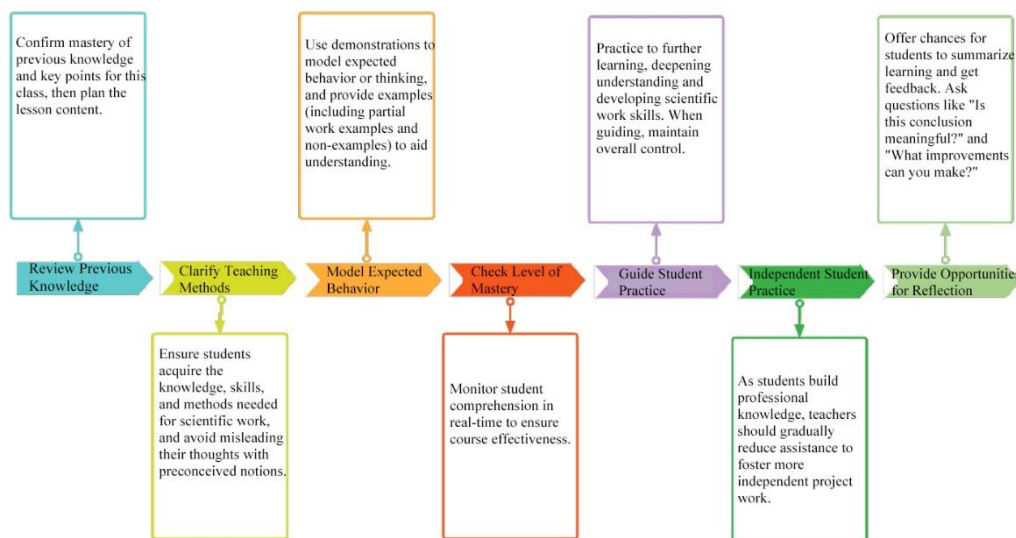 Confirm mastery of
previous knowledge
and key points for this
class, then plan the
lesson content.
Use demonstrations to
model expected
behavior or thinking,
and provide examples
(including partial
work examples and
non-examples) to aid
understanding.
Practice to further
learning, deepening
understanding and
developing scientific
work skills. When
guiding, maintain
overall control.
Offer chances for
students to summarize
learning and get
feedback. Ask
questions like "Is
this conclusion
meaningful?" and
"What improvements
can you make?"
Review Previous
Knowledge
Clarify Teaching
Methods
Model Expected
Behavior
Check Level of
Mastery
Guide Student
Practice
Independent Student
Practice
Provide Opportunities
for Reflection
Ensure students
acquire the
knowledge, skills,
and methods needed
for scientific work,
and avoid misleading
their thoughts with
preconceived notions.
Monitor student
comprehension in
real-time to ensure
course effectiveness.
As students build
professional
knowledge, teachers
should gradually
reduce assistance to
foster more
independent project
work.